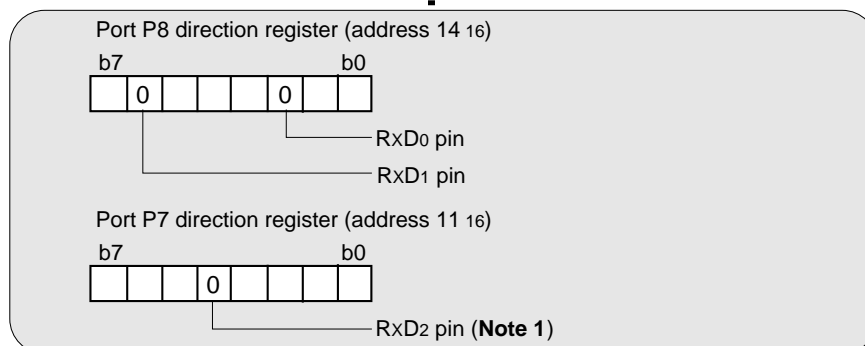 Port P8 direction register (address 14 16)
b7 b0
0 0
RxD0 pin
RxD1 pin
Port P7 direction register (address 11 16)
b7 b0
0
RxD2 pin (Note 1)